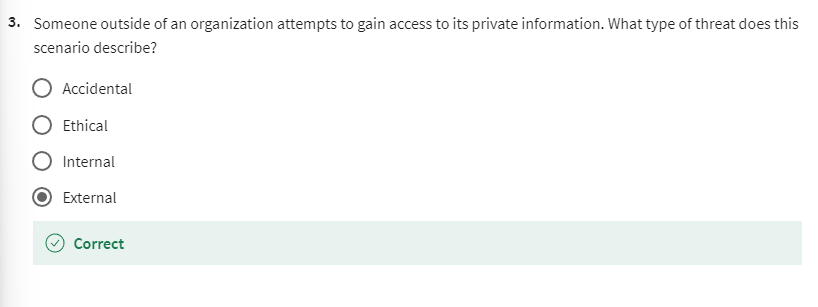 3. Someone outside of an organization attempts to gain access to its private information. What type of threat does this
scenario describe?
Accidental
Ethical
Internal
External
Correct